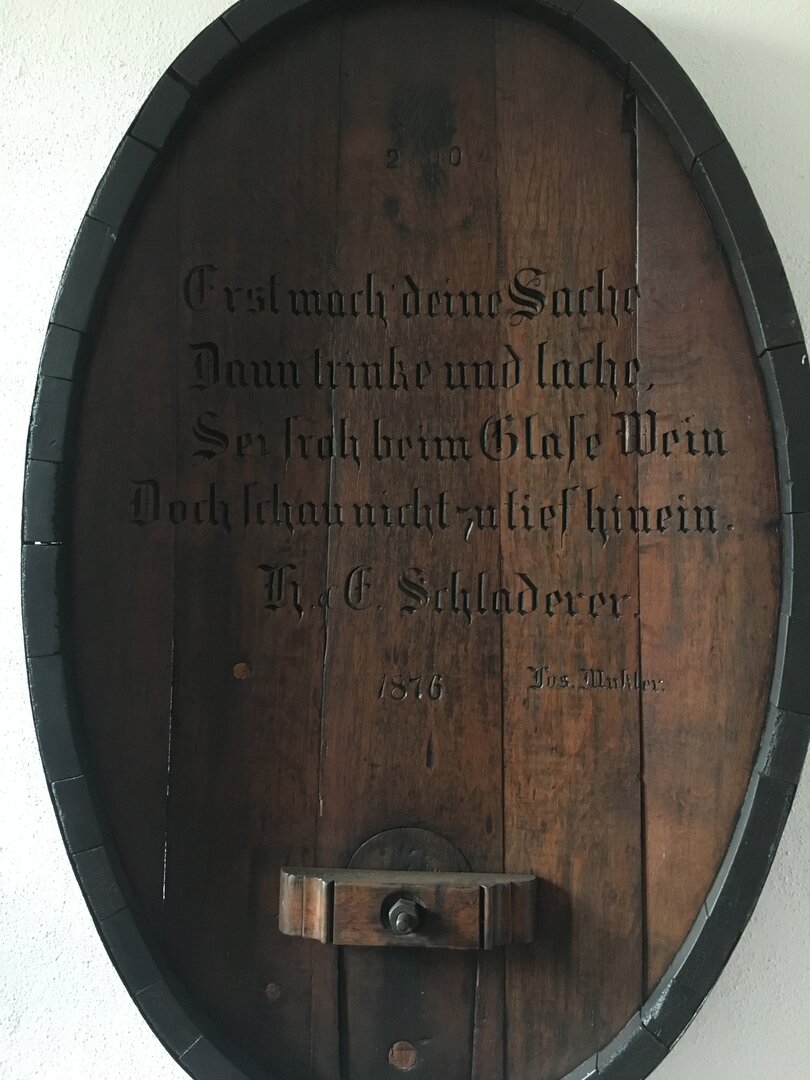 Erst mach deine Sache
Dann trinke und lache,
Sei froh beim Glase Wein
Doch schau nicht zu tief hinein.
H. & E. Schladerer.
1876
Jos.